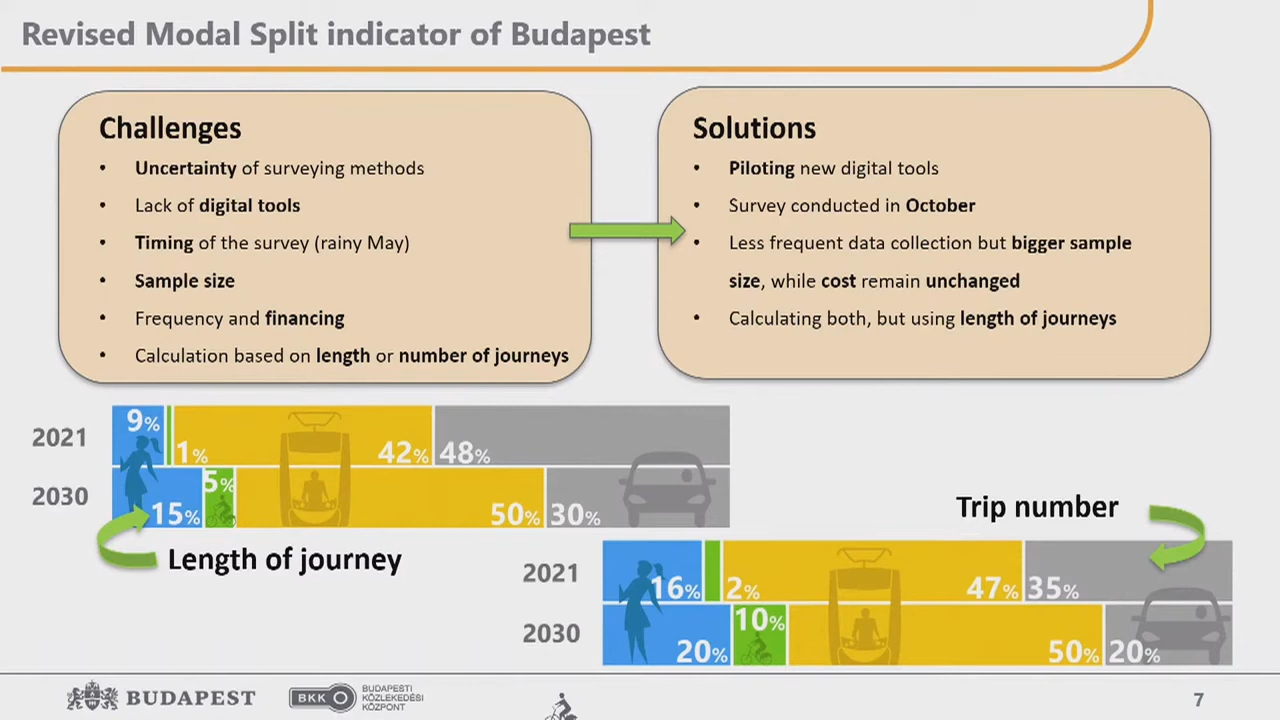 Revised Modal Split indicator of Budapest
Challenges
• Uncertainty of surveying methods
• Lack of digital tools
• Timing of the survey (rainy May)
• Sample size
• Frequency and financing
• Calculation based on length or number of journeys
Solutions
• Piloting new digital tools
• Survey conducted in October
• Less frequent data collection but bigger sample
size, while cost remain unchanged
• Calculating both, but using length of journeys
2021 9% 1% 42% 48%
2030 15% 5% 50% 30%
Length of journey
Trip number
2021 16% 2% 47% 35%
2030 20% 10% 50% 20%
BUDAPEST
BKK
BUDAPESTI
KÖZLEKEDÉSI
KÖZPONT
7